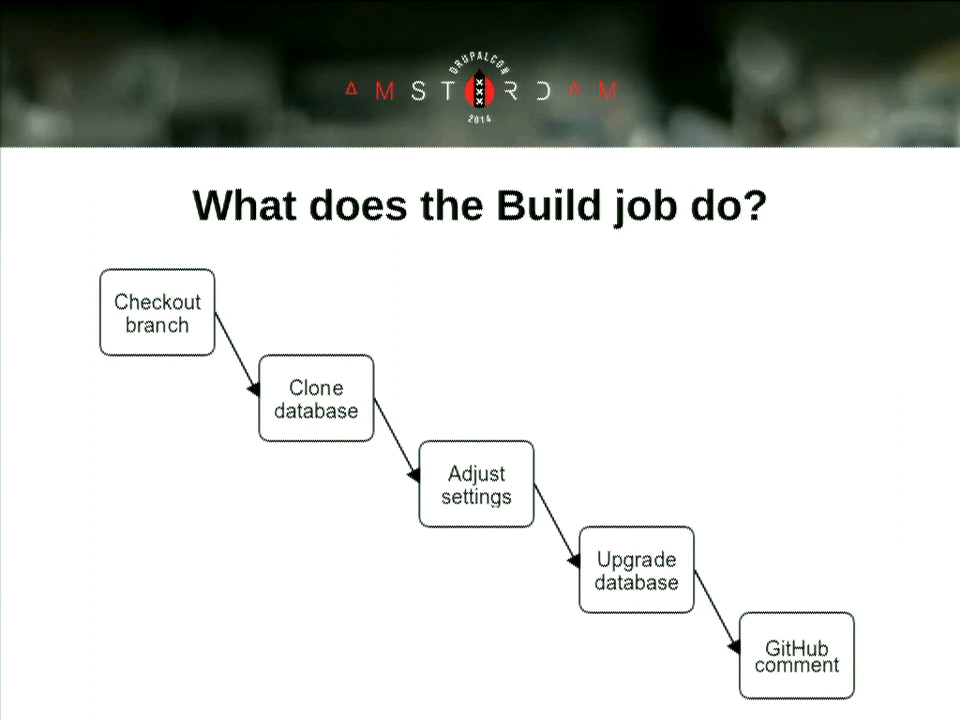 DRUPALCON
AMSTERDAM
2014
What does the Build job do?
Checkout
branch
Clone
database
Adjust
settings
Upgrade
database
GitHub
comment